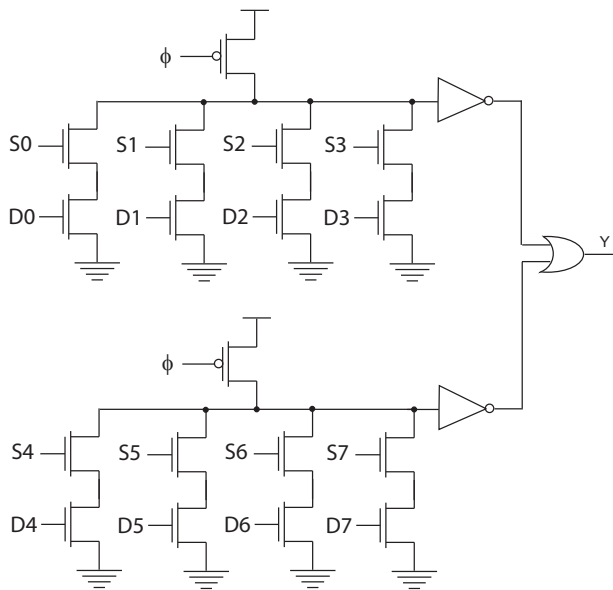 ϕ
S0 S1 S2 S3
D0 D1 D2 D3
Y
ϕ
S4 S5 S6 S7
D4 D5 D6 D7